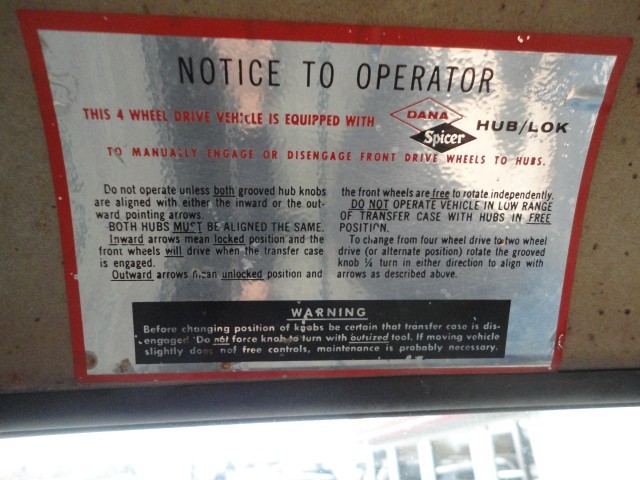 NOTICE TO OPERATOR
THIS 4 WHEEL DRIVE VEHICLE IS EQUIPPED WITH DANA Spicer HUB/LOK
TO MANUALLY ENGAGE OR DISENGAGE FRONT DRIVE WHEELS TO HUBS.
Do not operate unless both grooved hub knobs
are aligned with either the inward or the out-
ward pointing arrows.
BOTH HUBS MUST BE ALIGNED THE SAME.
Inward arrows mean locked position and the
front wheels will drive when the transfer case
is engaged.
Outward arrows mean unlocked position and
the front wheels are free to rotate independently.
DO NOT OPERATE VEHICLE IN LOW RANGE
OF TRANSFER CASE WITH HUBS IN FREE
POSITION.
To change from four wheel drive to two wheel
drive (or alternate position) rotate the grooved
knob ¼ turn in either direction to align with
arrows as described above.
WARNING
Before changing position of knobs be certain that transfer case is dis-
engaged. Do not force knob to turn with outsized tool. If moving vehicle
slightly does not free controls, maintenance is probably necessary.